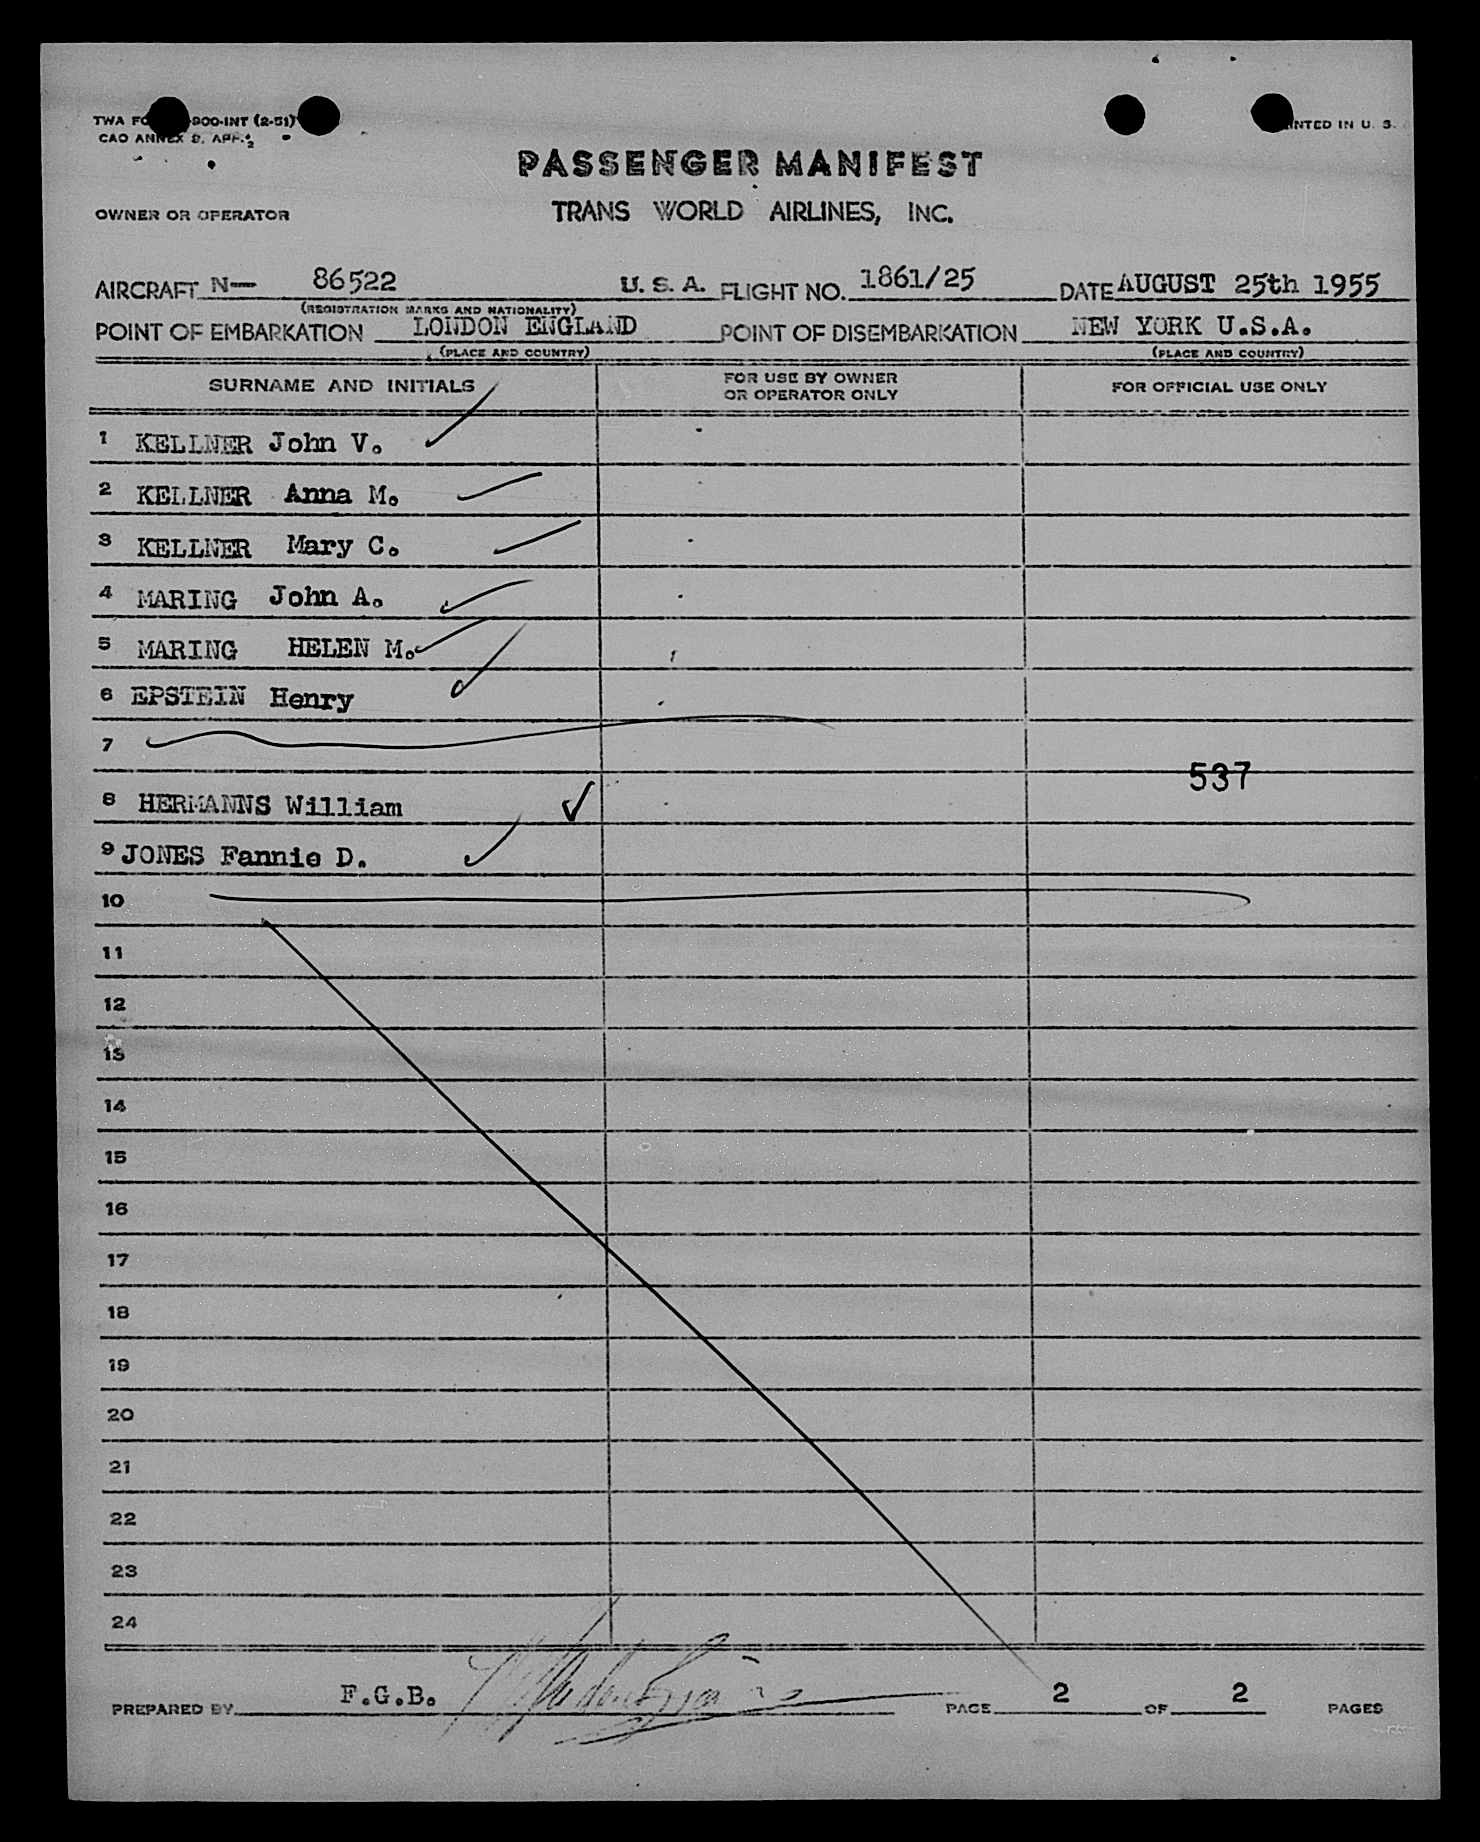 TWA FO 900-INT (2-51)
PRINTED IN U. S.
CAO ANNEX 9, APP. 2
PASSENGER MANIFEST
OWNER OR OPERATOR TRANS WORLD AIRLINES, INC.
AIRCRAFT N— 86522 U. S. A. FLIGHT NO. 1861/25 DATE AUGUST 25th 1955
(REGISTRATION MARKS AND NATIONALITY)
POINT OF EMBARKATION LONDON ENGLAND POINT OF DISEMBARKATION NEW YORK U.S.A.
(PLACE AND COUNTRY) (PLACE AND COUNTRY)
SURNAME AND INITIALS FOR USE BY OWNER OR OPERATOR ONLY FOR OFFICIAL USE ONLY
1 KELLNER John V.
2 KELLNER Anna M.
3 KELLNER Mary C.
4 MARING John A.
5 MARING HELEN M.
6 EPSTEIN Henry
7
537
8 HERMANNS William
9 JONES Fannie D.
10
11
12
13
14
15
16
17
18
19
20
21
22
23
24
PREPARED BY F.G.B. PAGE 2 OF 2 PAGES